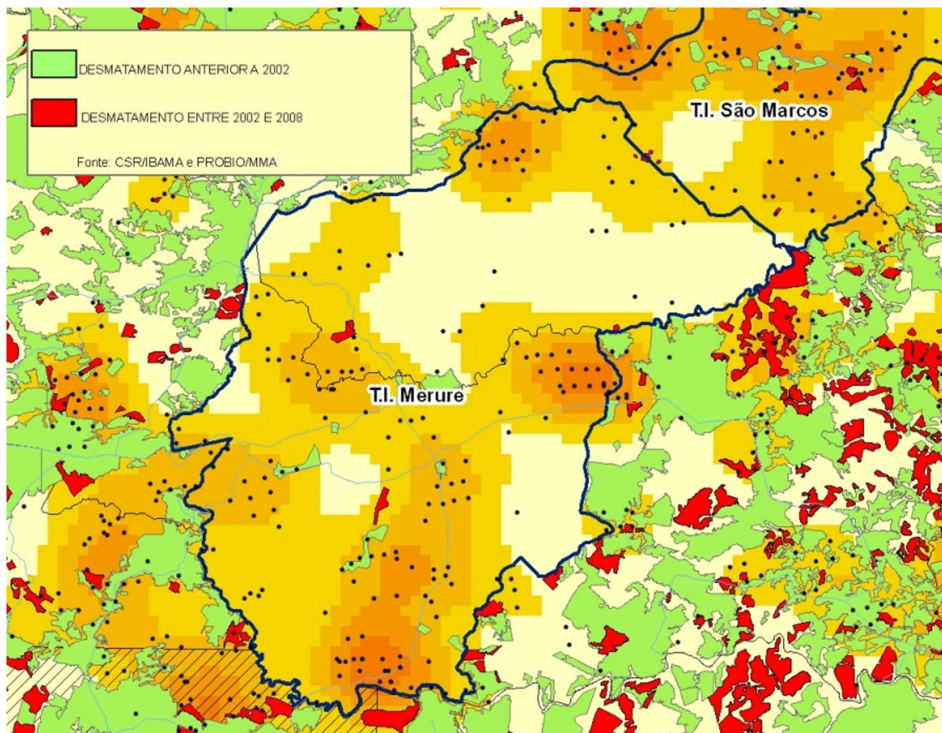 DESMATAMENTO ANTERIOR A 2002
DESMATAMENTO ENTRE 2002 E 2008
Fonte: CSR/IBAMA e PROBIO/MMA
T.I. São Marcos
T.I. Merure